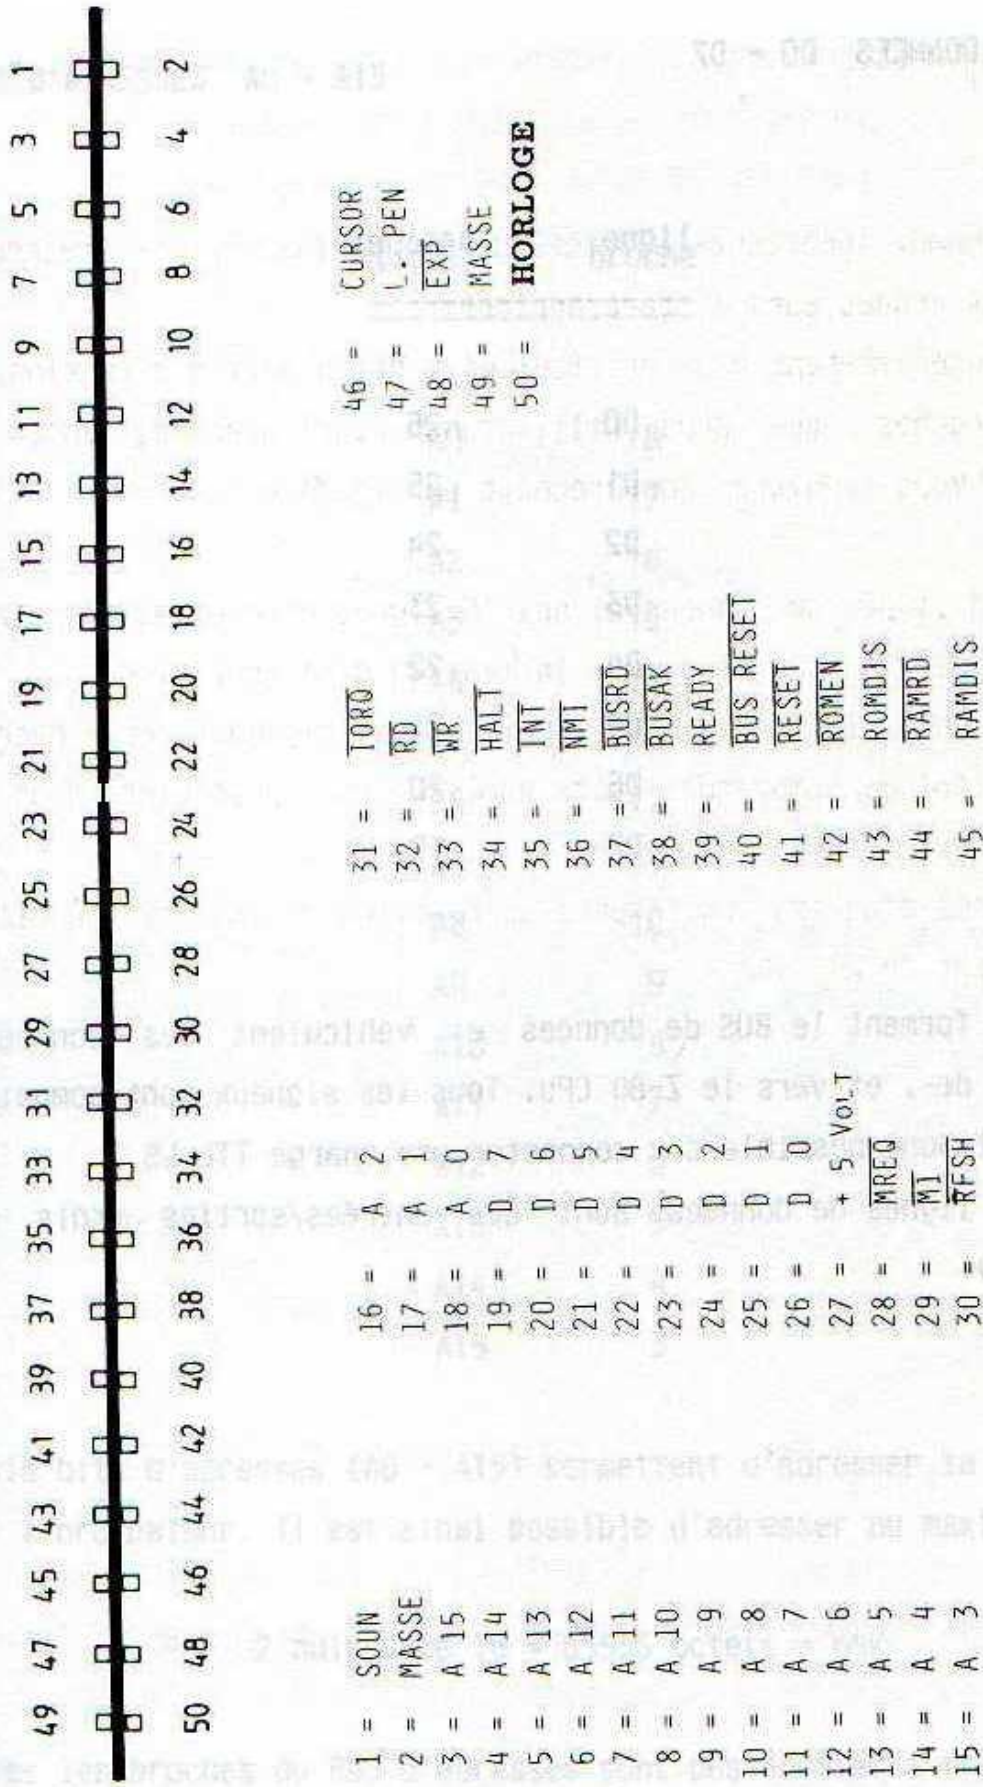 49 47 45 43 41 39 37 35 33 31 29 27 25 23 21 19 17 15 13 11 9 7 5 3 1
50 48 46 44 42 40 38 36 34 32 30 28 26 24 22 20 18 16 14 12 10 8 6 4 2
1 = SOUN
2 = MASSE
3 = A 15
4 = A 14
5 = A 13
6 = A 12
7 = A 11
8 = A 10
9 = A 9
10 = A 8
11 = A 7
12 = A 6
13 = A 5
14 = A 4
15 = A 3
16 = A 2
17 = A 1
18 = A 0
19 = D 7
20 = D 6
21 = D 5
22 = D 4
23 = D 3
24 = D 2
25 = D 1
26 = D 0
27 = + 5 VOLT
28 = MREQ
29 = M1
30 = RFSH
31 = IORQ
32 = RD
33 = WR
34 = HALT
35 = INT
36 = NMI
37 = BUSRD
38 = BUSAK
39 = READY
40 = BUS RESET
41 = RESET
42 = ROMEN
43 = ROMDIS
44 = RAMRD
45 = RAMDIS
46 = CURSOR
47 = L. PEN
48 = EXP
49 = MASSE
50 = HORLOGE